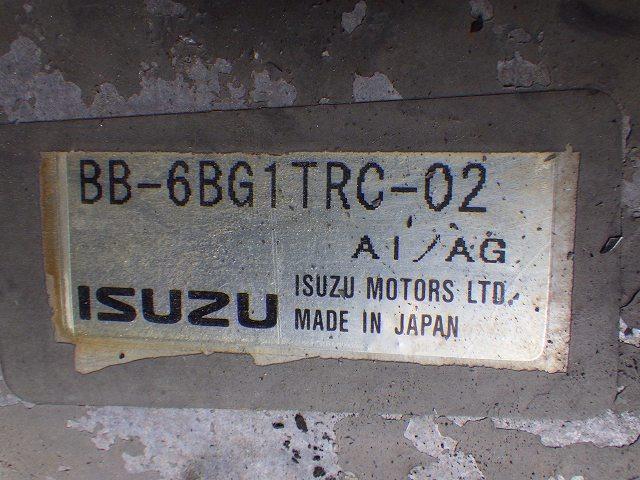 BB-6BG1TRC-02
AI/AG
ISUZU
ISUZU MOTORS LTD.
MADE IN JAPAN